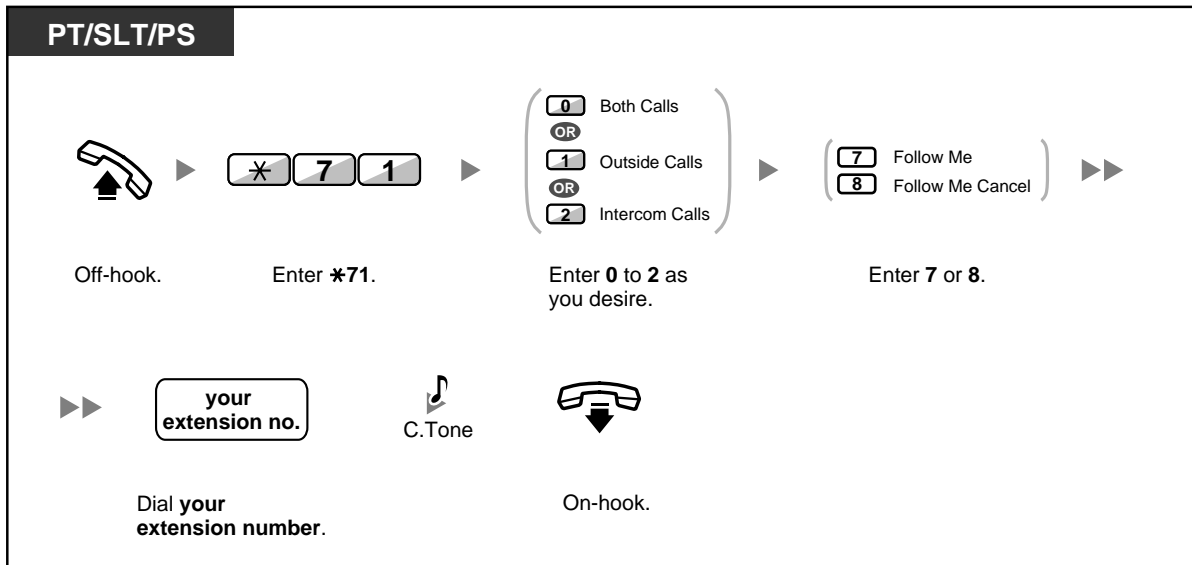 PT/SLT/PS
0 Both Calls
OR
1 Outside Calls
OR
2 Intercom Calls
* 7 1
7 Follow Me
8 Follow Me Cancel
Off-hook.
Enter *71.
Enter 0 to 2 as
you desire.
Enter 7 or 8.
your
extension no.
C.Tone
Dial your
extension number.
On-hook.